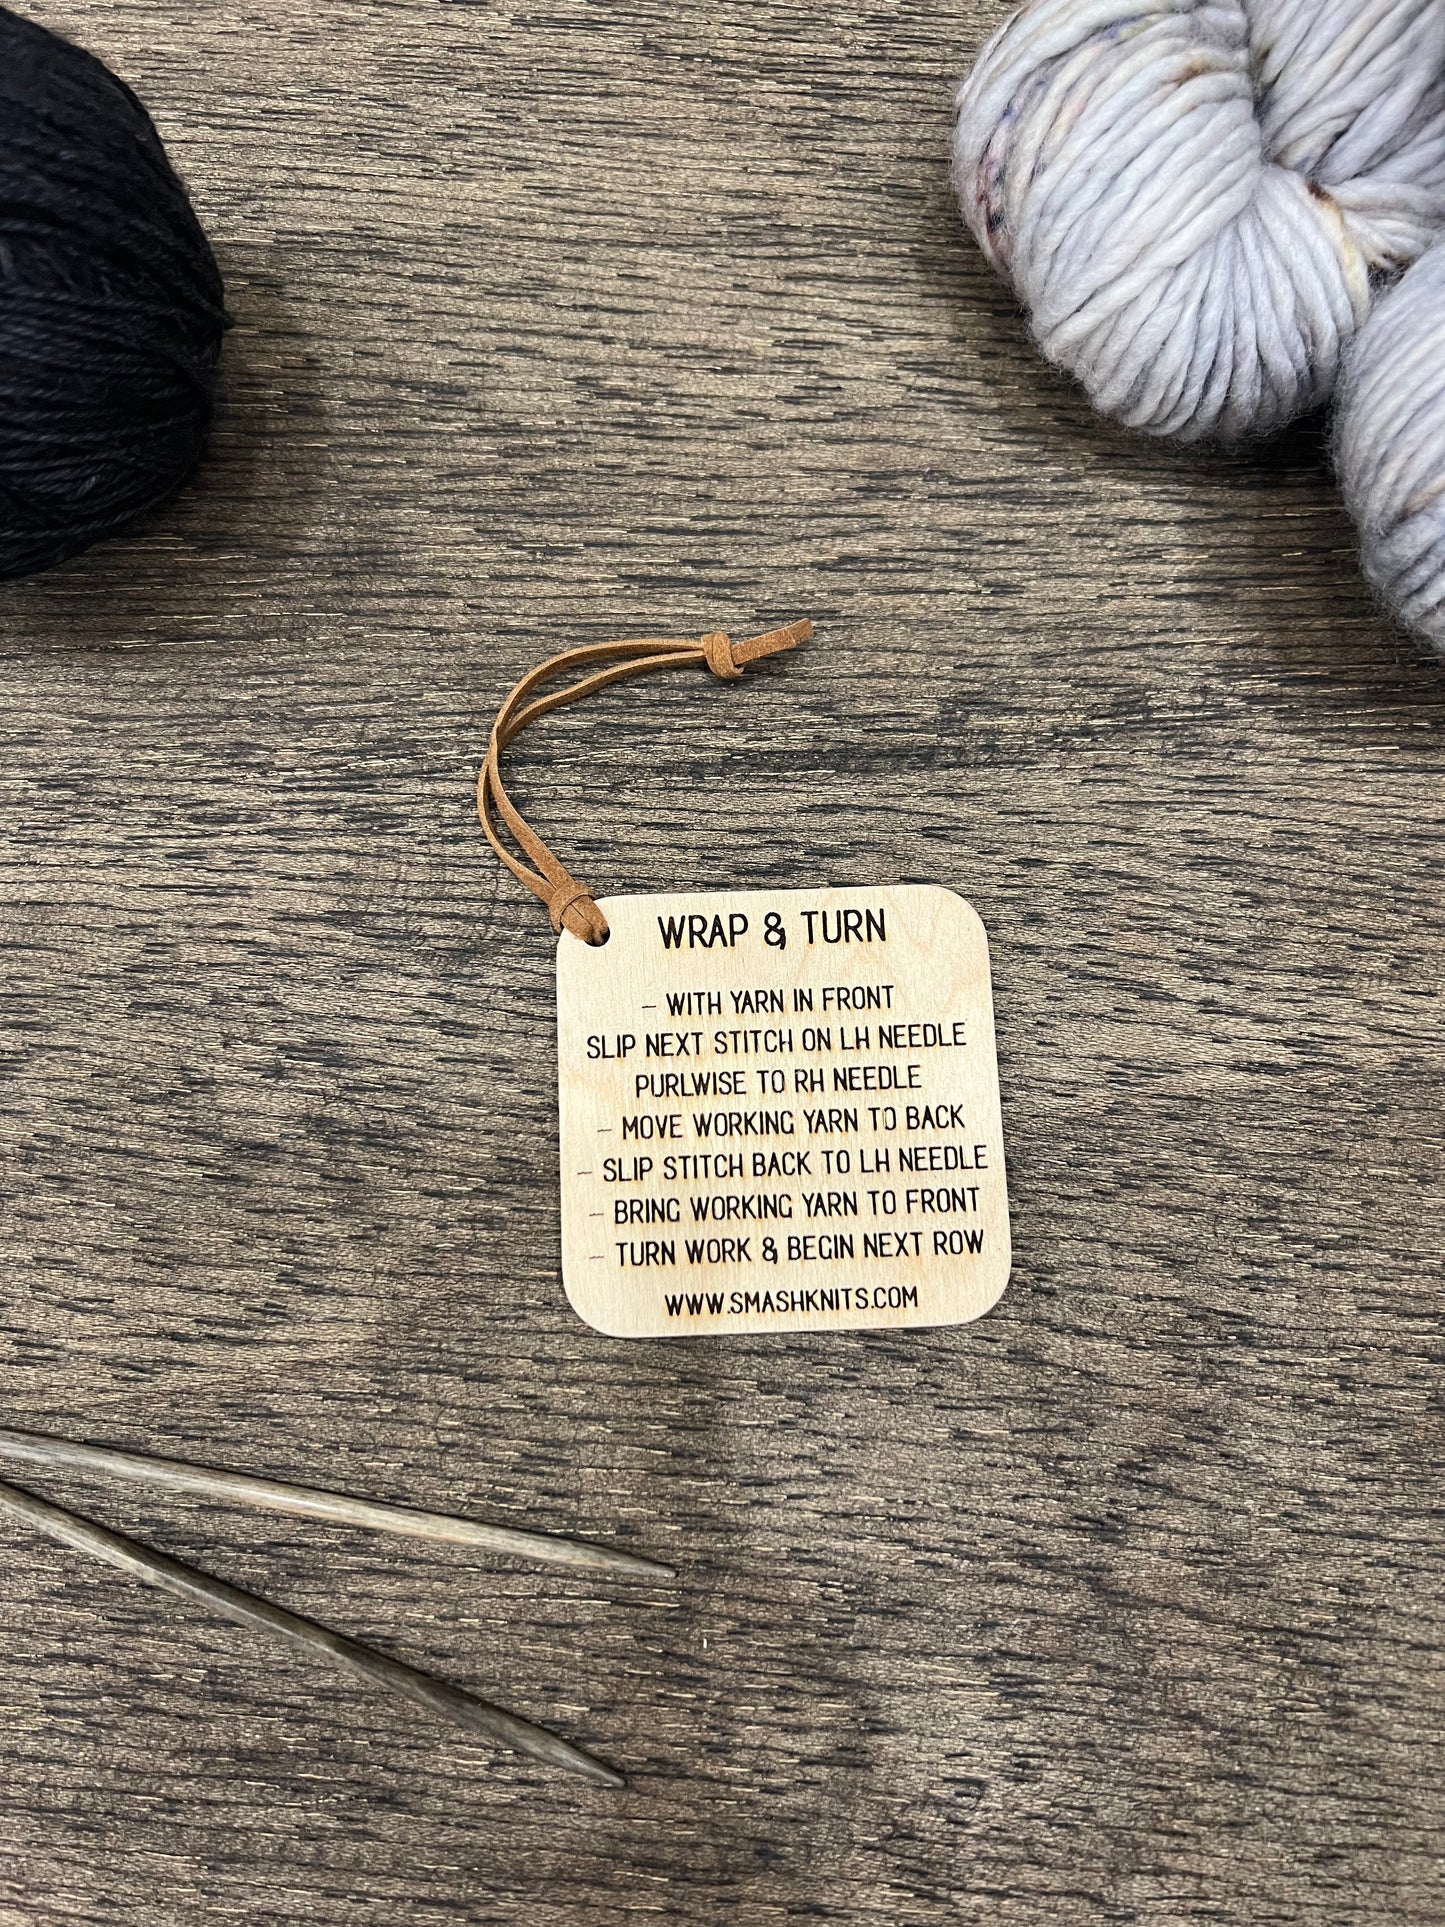 WRAP & TURN
- WITH YARN IN FRONT
SLIP NEXT STITCH ON LH NEEDLE
PURLWISE TO RH NEEDLE
- MOVE WORKING YARN TO BACK
- SLIP STITCH BACK TO LH NEEDLE
- BRING WORKING YARN TO FRONT
- TURN WORK & BEGIN NEXT ROW
WWW.SMASHKNITS.COM